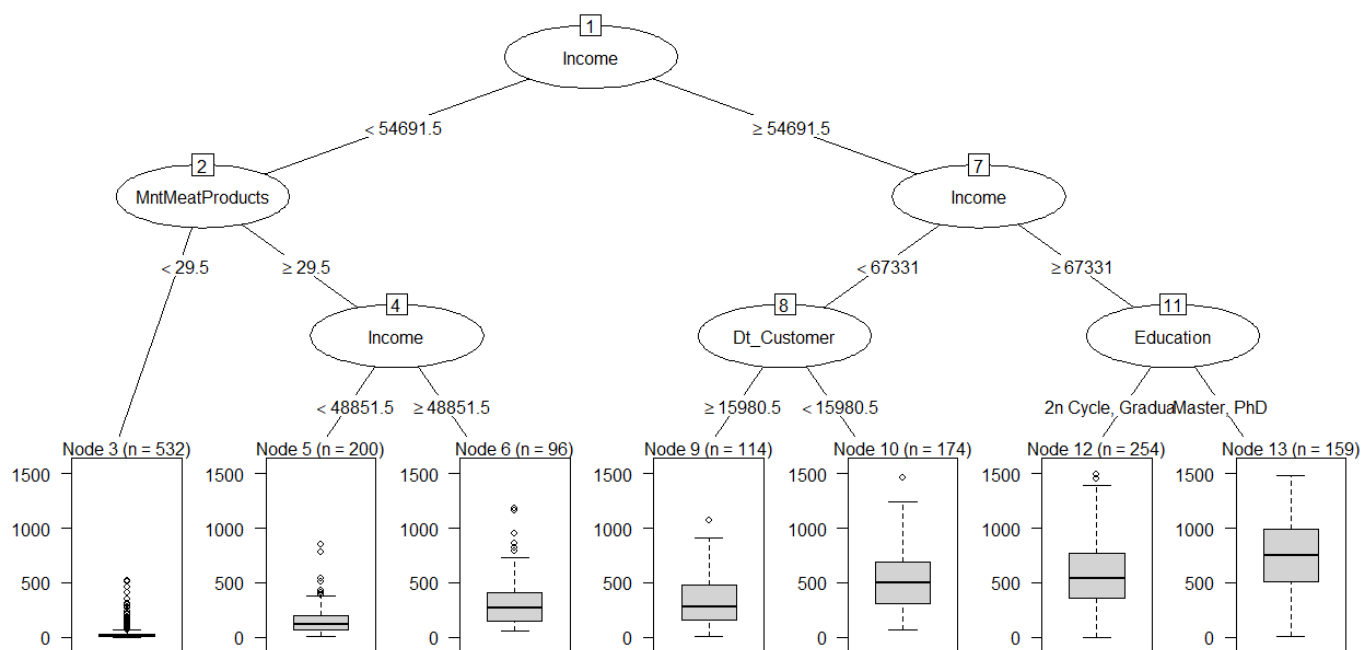 1
Income
< 54691.5
≥ 54691.5
2
MntMeatProducts
7
Income
< 29.5
≥ 29.5
< 67331
≥ 67331
4
Income
8
Dt_Customer
11
Education
< 48851.5
≥ 48851.5
≥ 15980.5
< 15980.5
2n Cycle, Gradua
Master, PhD
Node 3 (n = 532)
1500
1000
500
0
Node 5 (n = 200)
1500
1000
500
0
Node 6 (n = 96)
1500
1000
500
0
Node 9 (n = 114)
1500
1000
500
0
Node 10 (n = 174)
1500
1000
500
0
Node 12 (n = 254)
1500
1000
500
0
Node 13 (n = 159)
1500
1000
500
0